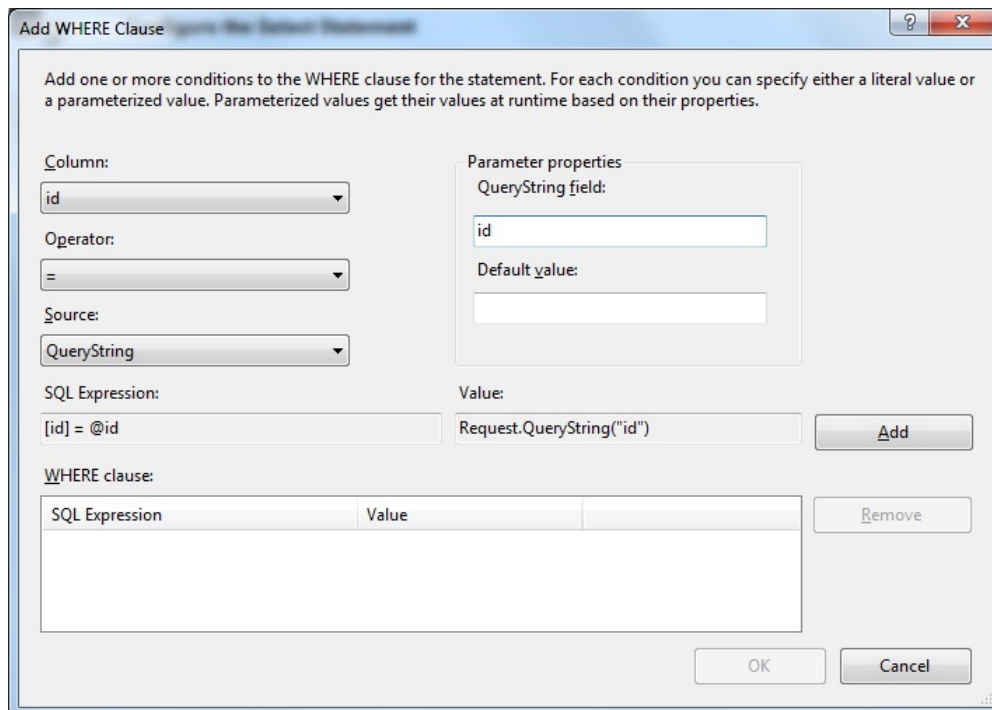 Add WHERE Clause
Add one or more conditions to the WHERE clause for the statement. For each condition you can specify either a literal value or
a parameterized value. Parameterized values get their values at runtime based on their properties.
Column:
id
Operator:
=
Source:
QueryString
Parameter properties
QueryString field:
id
Default value:
SQL Expression:
[id] = @id
Value:
Request.QueryString("id")
Add
WHERE clause:
SQL Expression Value
Remove
OK Cancel